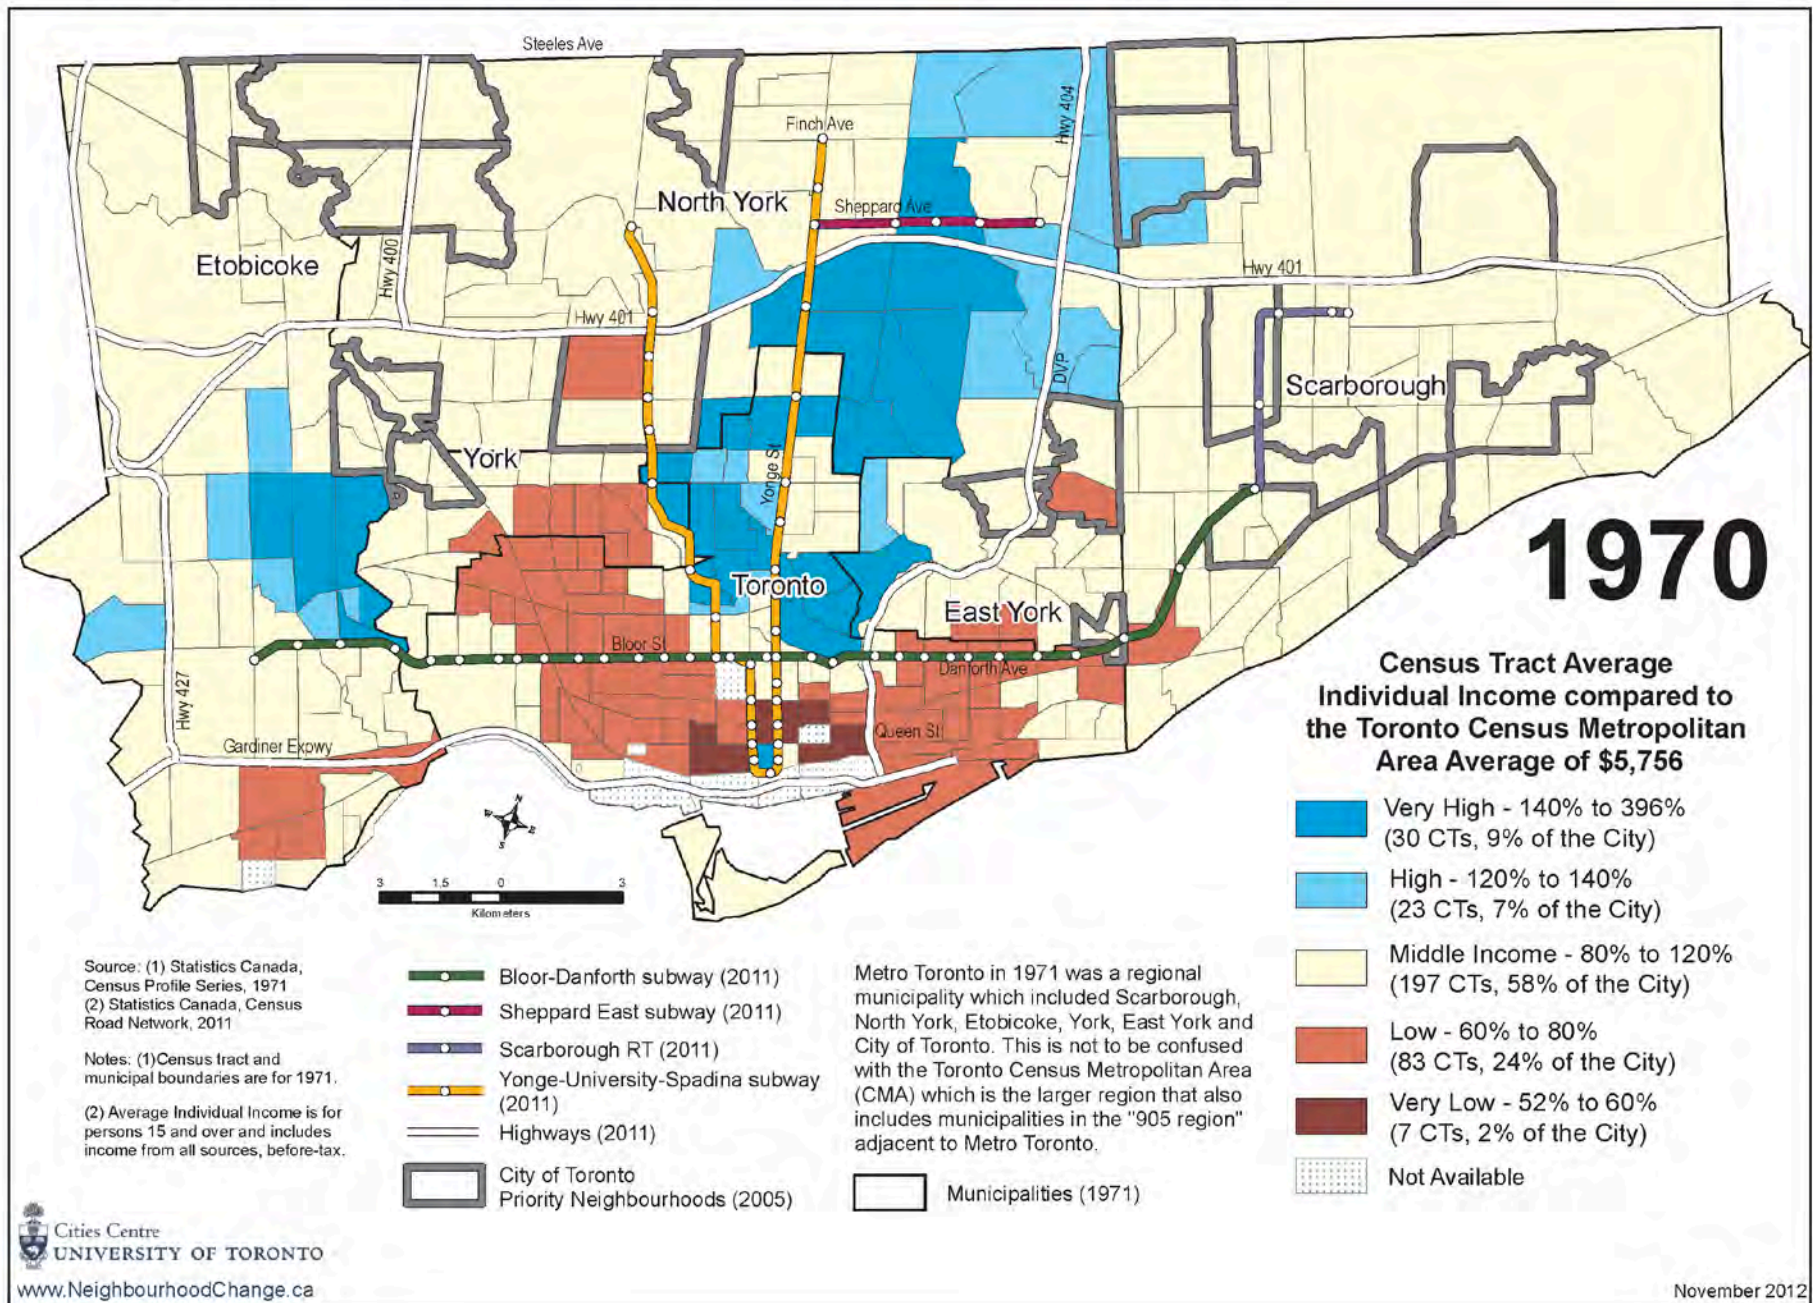 Steeles Ave
Finch Ave
Hwy 404
North York
Sheppard Ave
Etobicoke
Hwy 400
Hwy 401
Hwy 401
DVP
Scarborough
York
Yonge St
1970
Toronto
East York
Bloor St
Danforth Ave
Hwy 427
Queen St
Gardiner Expwy
N
E
S
W
3 1.5 0 3
Kilometers
Census Tract Average
Individual Income compared to
the Toronto Census Metropolitan
Area Average of $5,756
Very High - 140% to 396%
(30 CTs, 9% of the City)
High - 120% to 140%
(23 CTs, 7% of the City)
Middle Income - 80% to 120%
(197 CTs, 58% of the City)
Low - 60% to 80%
(83 CTs, 24% of the City)
Very Low - 52% to 60%
(7 CTs, 2% of the City)
Not Available
Source: (1) Statistics Canada,
Census Profile Series, 1971
(2) Statistics Canada, Census
Road Network, 2011
Notes: (1)Census tract and
municipal boundaries are for 1971.
(2) Average Individual Income is for
persons 15 and over and includes
income from all sources, before-tax.
Bloor-Danforth subway (2011)
Sheppard East subway (2011)
Scarborough RT (2011)
Yonge-University-Spadina subway
(2011)
Highways (2011)
City of Toronto
Priority Neighbourhoods (2005)
Metro Toronto in 1971 was a regional
municipality which included Scarborough,
North York, Etobicoke, York, East York and
City of Toronto. This is not to be confused
with the Toronto Census Metropolitan Area
(CMA) which is the larger region that also
includes municipalities in the "905 region"
adjacent to Metro Toronto.
Municipalities (1971)
Cities Centre
UNIVERSITY OF TORONTO
www.NeighbourhoodChange.ca
November 2012